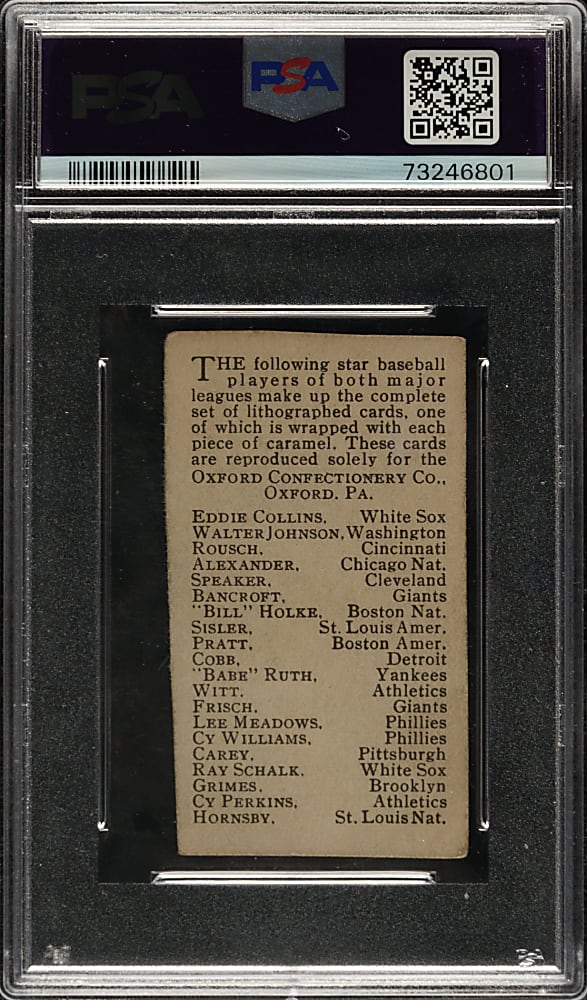 PSA
PSA
73246801
THE following star baseball
players of both major
leagues make up the complete
set of lithographed cards, one
of which is wrapped with each
piece of caramel. These cards
are reproduced solely for the
OXFORD CONFECTIONERY CO.,
OXFORD, PA.
EDDIE COLLINS, White Sox
WALTER JOHNSON, Washington
ROUSCH, Cincinnati
ALEXANDER, Chicago Nat.
SPEAKER, Cleveland
BANCROFT, Giants
"BILL" HOLKE, Boston Nat.
SISLER, St. Louis Amer.
PRATT, Boston Amer.
COBB, Detroit
"BABE" RUTH, Yankees
WITT, Athletics
FRISCH, Giants
LEE MEADOWS, Phillies
CY WILLIAMS, Phillies
CAREY, Pittsburgh
RAY SCHALK, White Sox
GRIMES, Brooklyn
CY PERKINS, Athletics
HORNSBY, St. Louis Nat.